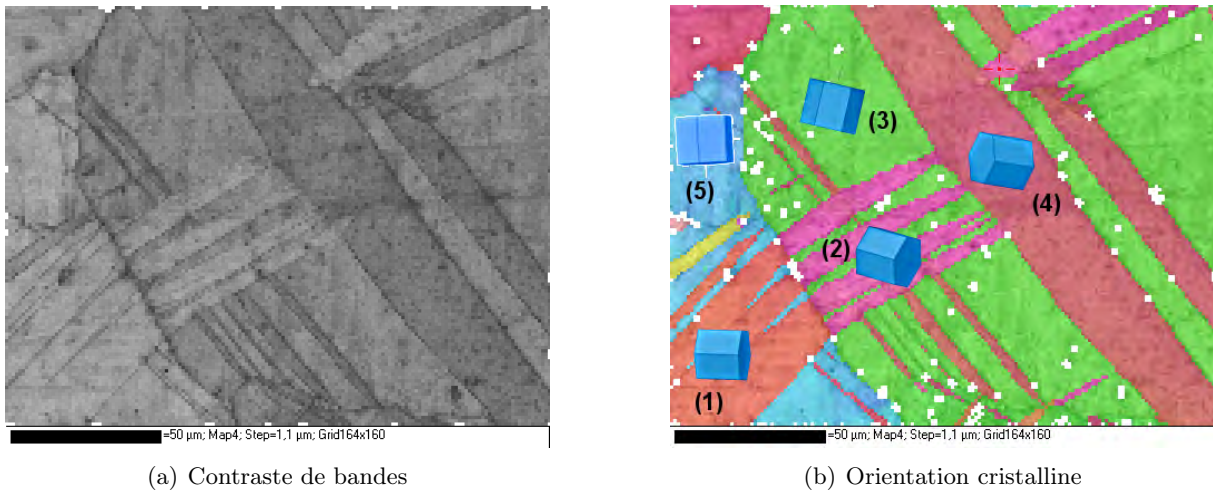 (3)
(5)
(4)
(2)
(1)
=50 µm; Map4; Step=1,1 µm; Grid164x160
=50 µm; Map4; Step=1,1 µm; Grid164x160
(a) Contraste de bandes
(b) Orientation cristalline